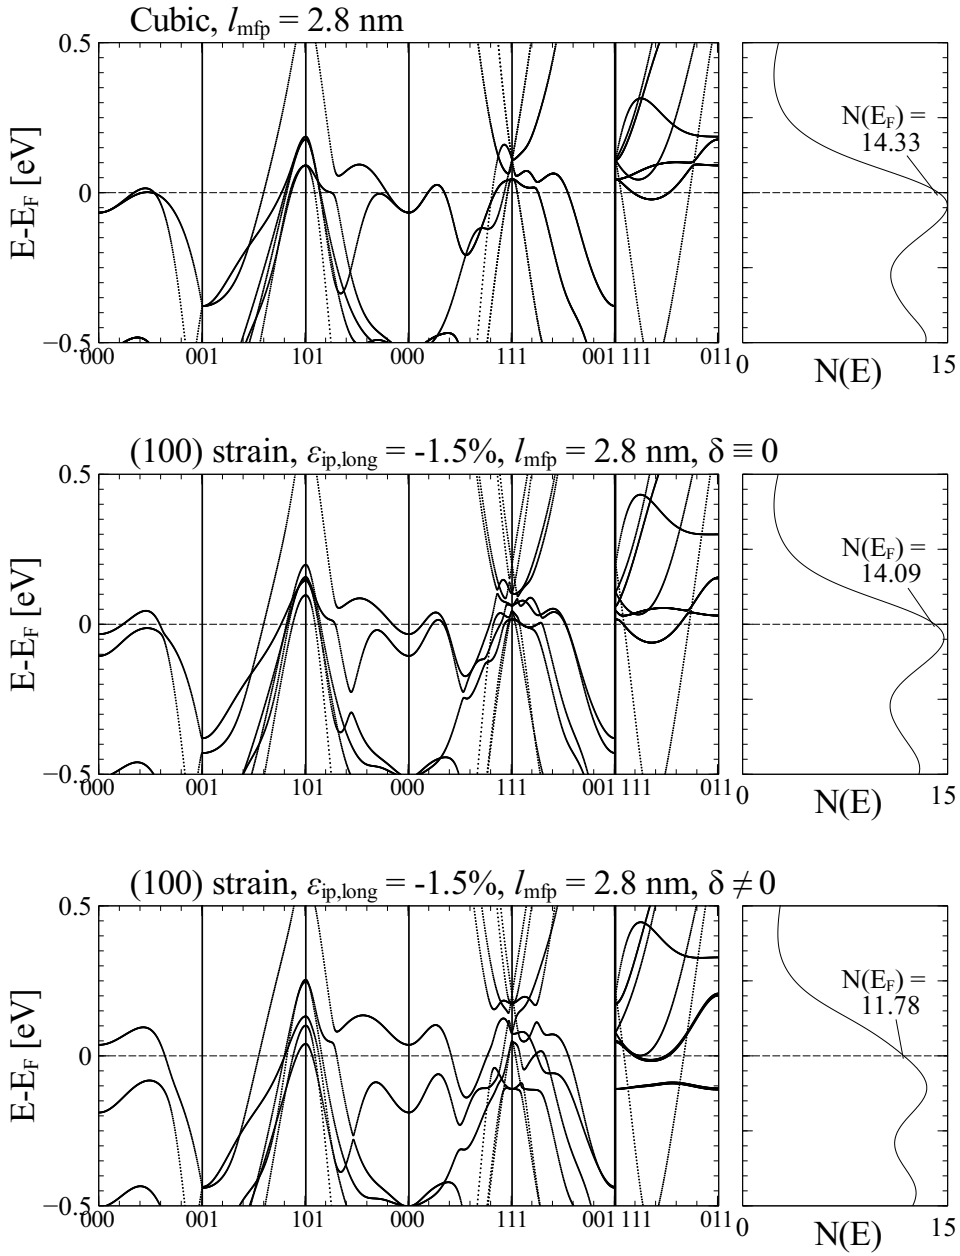 Cubic, lmfp = 2.8 nm
0.5
E-EF [eV]
0
−0.5
000 001 101 000 111 001 111 011
N(EF) =
14.33
N(E) 15
(100) strain, εip,long = -1.5%, lmfp = 2.8 nm, δ ≡ 0
0.5
E-EF [eV]
0
−0.5
000 001 101 000 111 001 111 011
N(EF) =
14.09
0 N(E) 15
(100) strain, εip,long = -1.5%, lmfp = 2.8 nm, δ ≠ 0
0.5
E-EF [eV]
0
−0.5
000 001 101 000 111 001 111 011
N(EF) =
11.78
N(E) 15